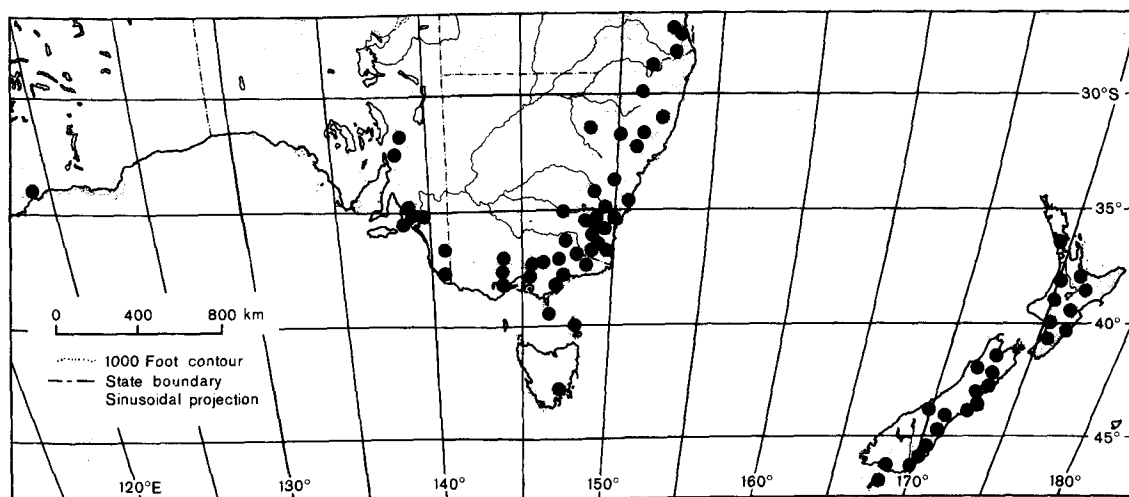 30°S
35°S
40°S
45°S
0 400 800 km
1000 Foot contour
State boundary
Sinusoidal projection
120°E 130° 140° 150° 160° 170° 180°